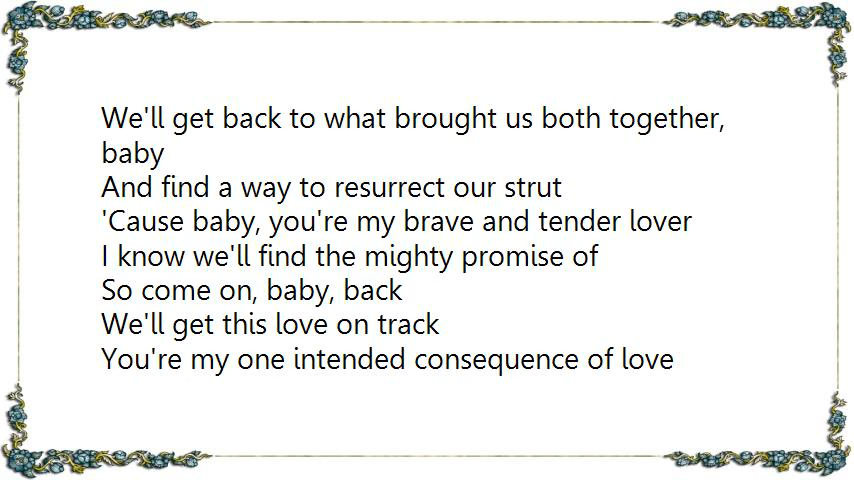 We'll get back to what brought us both together,
baby
And find a way to resurrect our strut
'Cause baby, you're my brave and tender lover
I know we'll find the mighty promise of
So come on, baby, back
We'll get this love on track
You're my one intended consequence of love